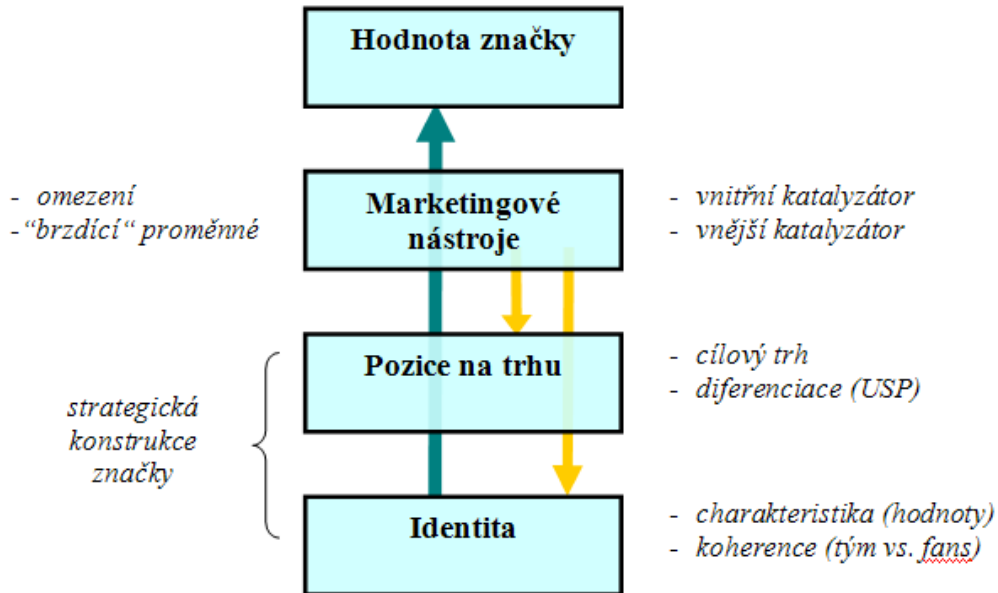 Hodnota značky
- omezení
-“brzdící“ proměnné
Marketingové
nástroje
- vnitřní katalyzátor
- vnější katalyzátor
Pozice na trhu
- cílový trh
- diferenciace (USP)
strategická
konstrukce
značky
Identita
- charakteristika (hodnoty)
- koherence (tým vs. fans)